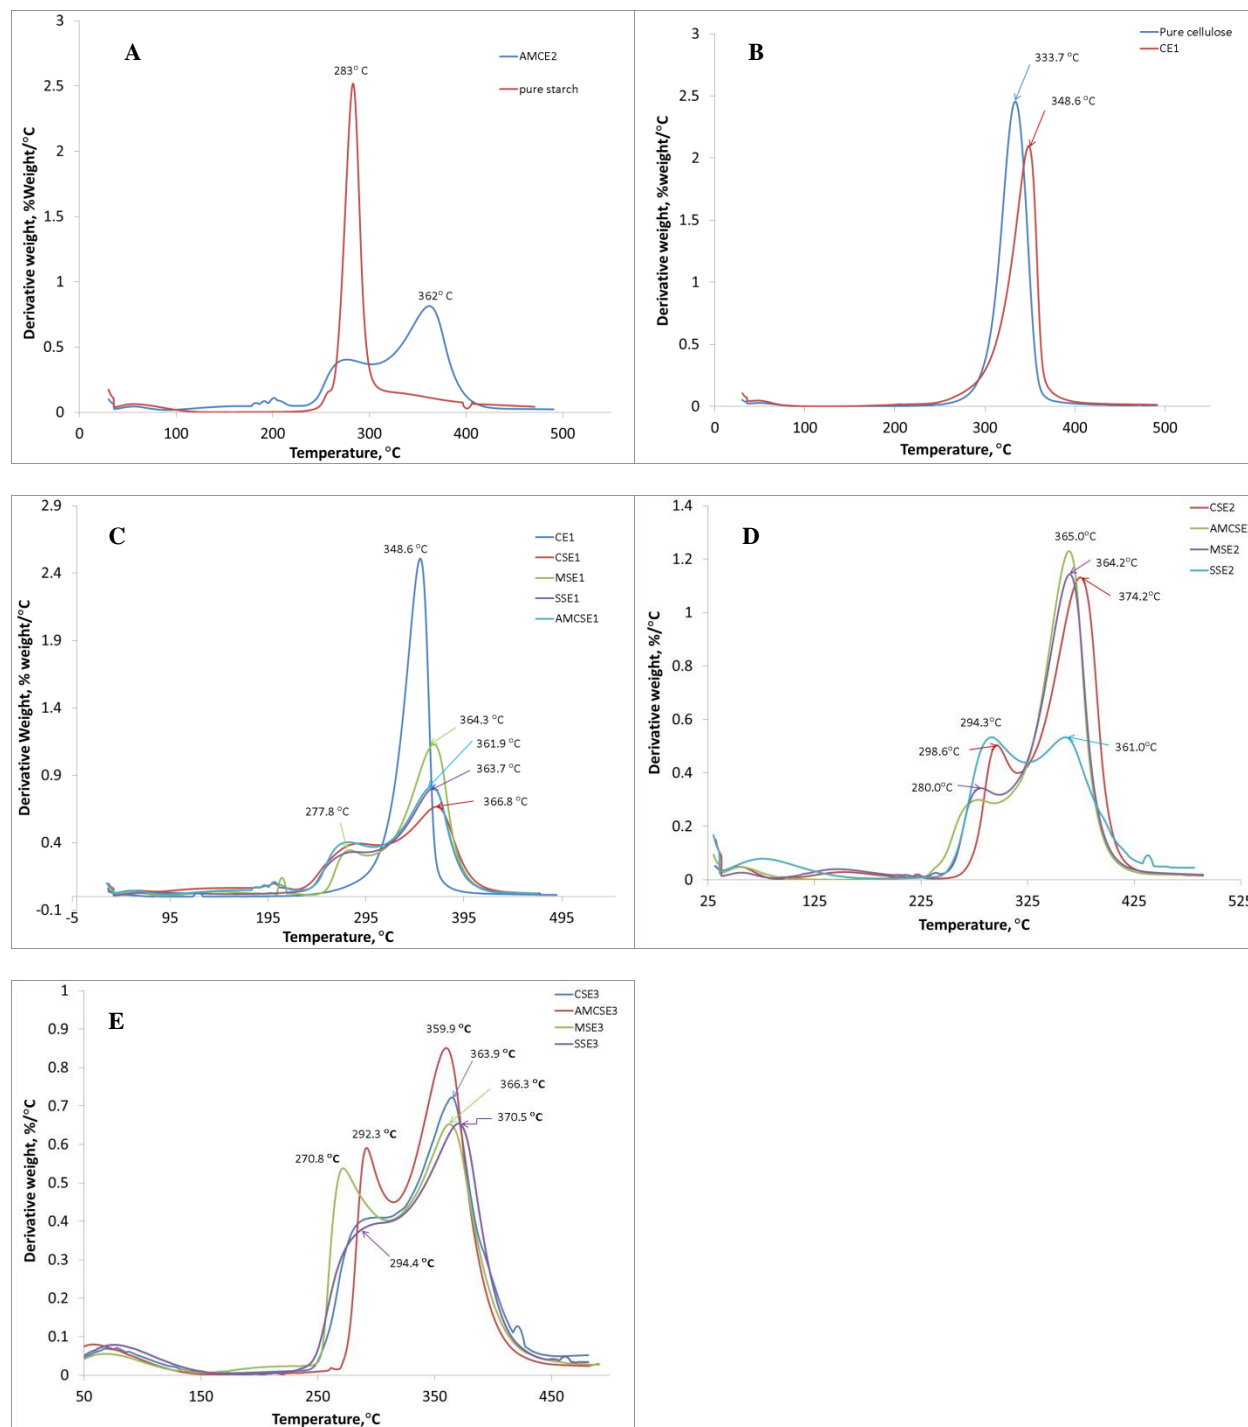 A
AMCE2
pure starch
283° C
362° C
3
2.5
2
1.5
1
0.5
0
0 100 200 300 400 500
Derivative weight, %Weight/°C
Temperature, °C
B
Pure cellulose
CE1
333.7 °C
348.6 °C
3
2.5
2
1.5
1
0.5
0
0 100 200 300 400 500
Derivative weight, %weight/°C
Temperature, °C
C
CE1
CSE1
MSE1
SSE1
AMCSE1
348.6 °C
364.3 °C
361.9 °C
363.7 °C
366.8 °C
277.8 °C
2.9
2.4
1.9
1.4
0.9
0.4
-0.1
-5 95 195 295 395 495
Derivative Weight, % weight/°C
Temperature, °C
D
CSE2
AMCSE
MSE2
SSE2
365.0°C
364.2°C
374.2°C
294.3°C
298.6°C
280.0°C
361.0°C
1.4
1.2
1
0.8
0.6
0.4
0.2
0
25 125 225 325 425 525
Derivative weight, %/°C
Temperature, °C
E
CSE3
AMCSE3
MSE3
SSE3
359.9 °C
363.9 °C
366.3 °C
370.5 °C
292.3 °C
270.8 °C
294.4 °C
1
0.9
0.8
0.7
0.6
0.5
0.4
0.3
0.2
0.1
0
50 150 250 350 450
Derivative weight, %/°C
Temperature,°C